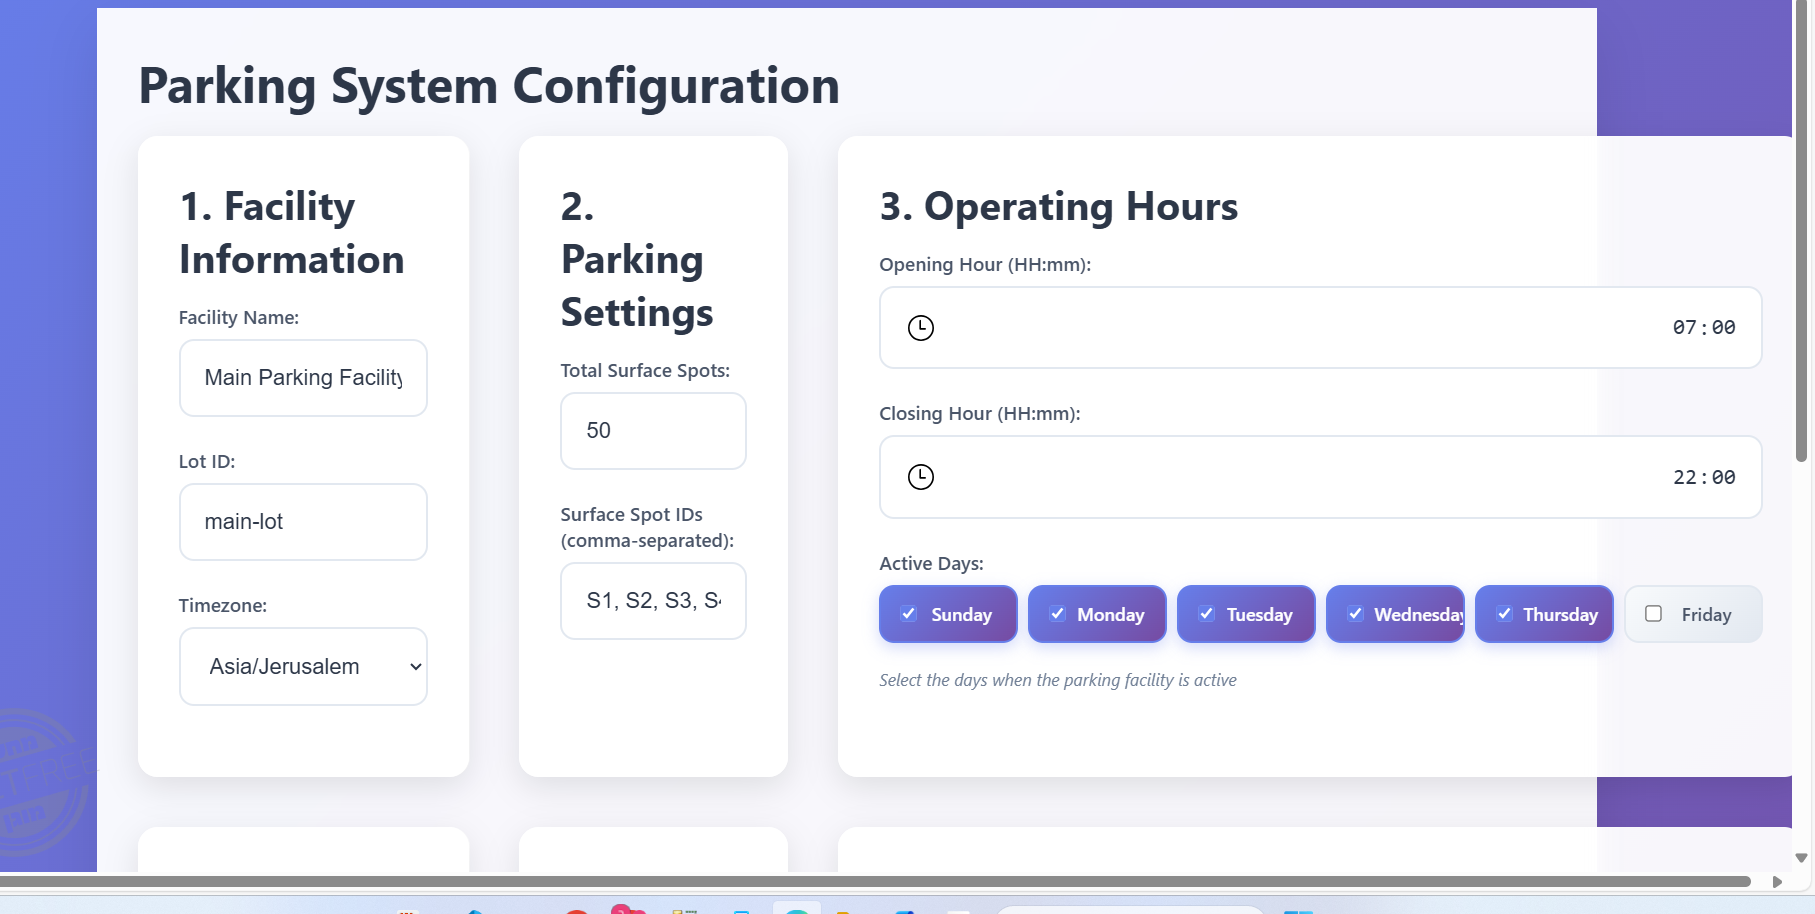 Parking System Configuration
1. Facility
Information
Facility Name:
Main Parking Facility
Lot ID:
main-lot
Timezone:
Asia/Jerusalem
2.
Parking
Settings
Total Surface Spots:
50
Surface Spot IDs
(comma-separated):
S1, S2, S3, S4
3. Operating Hours
Opening Hour (HH:mm):
07:00
Closing Hour (HH:mm):
22:00
Active Days:
Sunday Monday Tuesday Wednesday Thursday Friday
Select the days when the parking facility is active